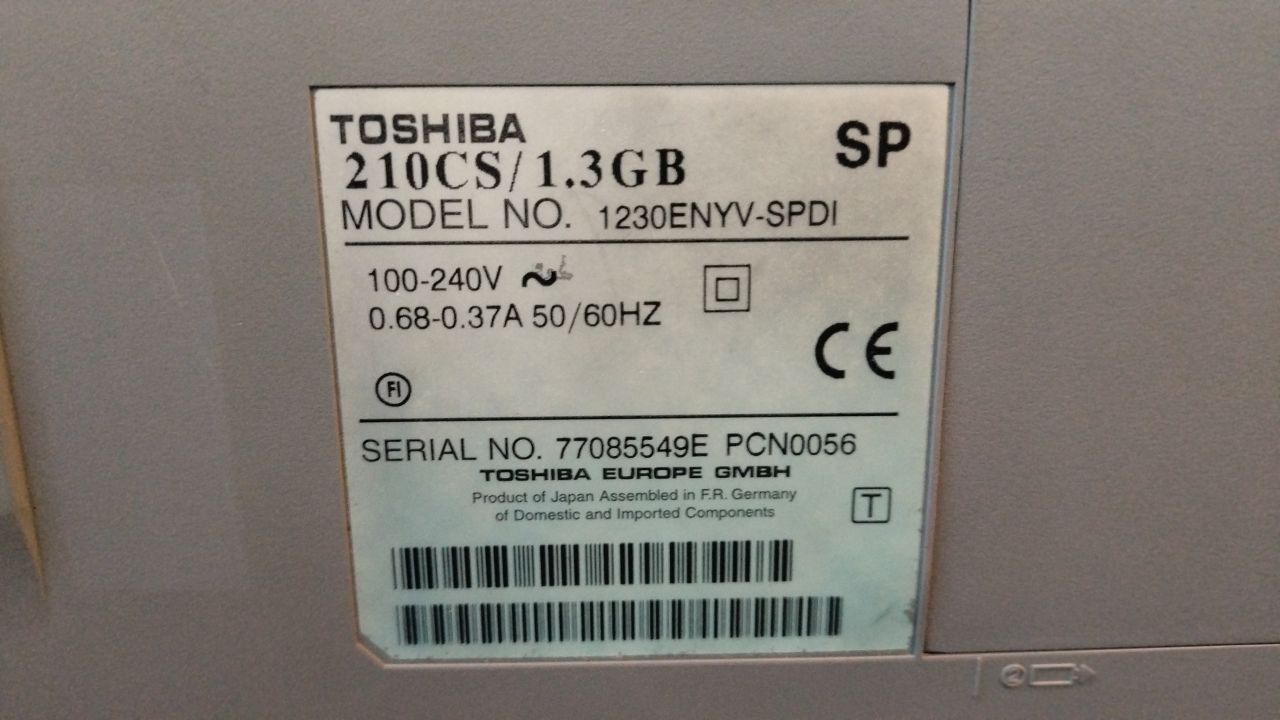 TOSHIBA
SP
210CS/1.3GB
MODEL NO. 1230ENYV-SPDI
100-240V ~
0.68-0.37A 50/60HZ
CE
FI
SERIAL NO. 77085549E PCN0056
TOSHIBA EUROPE GMBH
Product of Japan Assembled in F.R. Germany
of Domestic and Imported Components
T